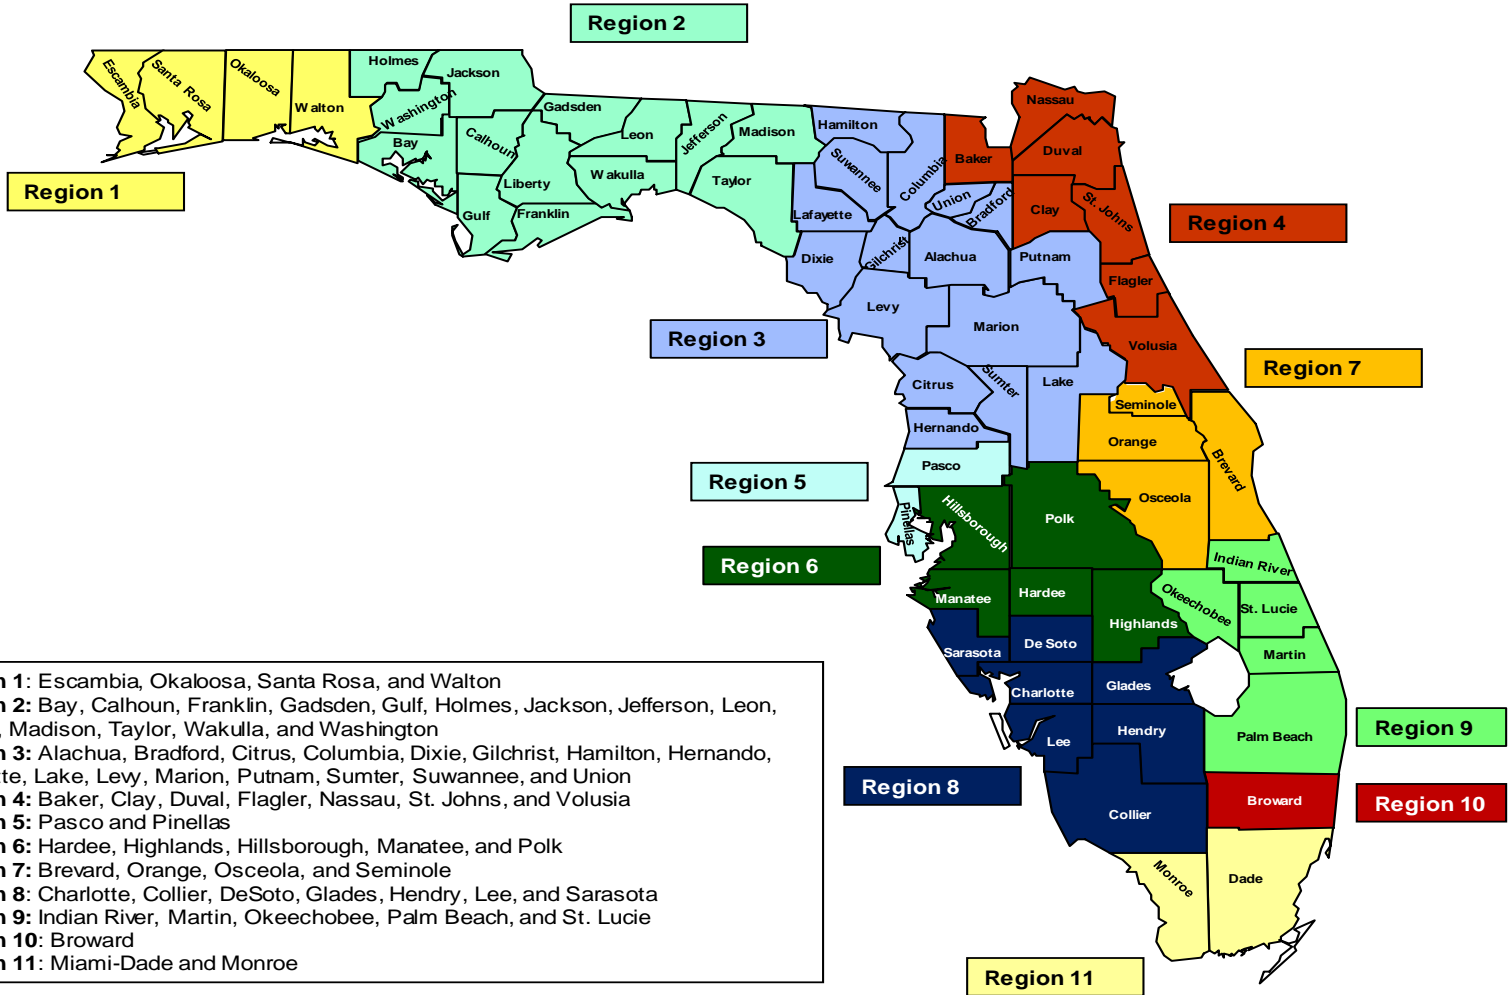 Region 2
Holmes
Jackson
Escambia
Santa Rosa
Okaloosa
Walton
Washington
Bay
Calhoun
Gadsden
Leon
Jefferson
Madison
Liberty
Wakulla
Taylor
Gulf
Franklin
Region 1
Hamilton
Suwannee
Columbia
Lafayette
Baker
Nassau
Duval
Union
Bradford
Clay
St. Johns
Region 4
Dixie
Gilchrist
Alachua
Putnam
Flagler
Levy
Marion
Volusia
Region 3
Region 7
Citrus
Sumter
Lake
Seminole
Hernando
Orange
Brevard
Pasco
Region 5
Osceola
Pinellas
Hillsborough
Polk
Region 6
Indian River
Manatee
Hardee
Okeechobee
St. Lucie
Highlands
De Soto
Sarasota
Martin
Charlotte
Glades
Region 9
Lee
Hendry
Palm Beach
Region 8
Broward
Region 10
Collier
Monroe
Dade
Region 11
n 1: Escambia, Okaloosa, Santa Rosa, and Walton
n 2: Bay, Calhoun, Franklin, Gadsden, Gulf, Holmes, Jackson, Jefferson, Leon,
, Madison, Taylor, Wakulla, and Washington
n 3: Alachua, Bradford, Citrus, Columbia, Dixie, Gilchrist, Hamilton, Hernando,
te, Lake, Levy, Marion, Putnam, Sumter, Suwannee, and Union
n 4: Baker, Clay, Duval, Flagler, Nassau, St. Johns, and Volusia
n 5: Pasco and Pinellas
n 6: Hardee, Highlands, Hillsborough, Manatee, and Polk
n 7: Brevard, Orange, Osceola, and Seminole
n 8: Charlotte, Collier, DeSoto, Glades, Hendry, Lee, and Sarasota
n 9: Indian River, Martin, Okeechobee, Palm Beach, and St. Lucie
n 10: Broward
n 11: Miami-Dade and Monroe